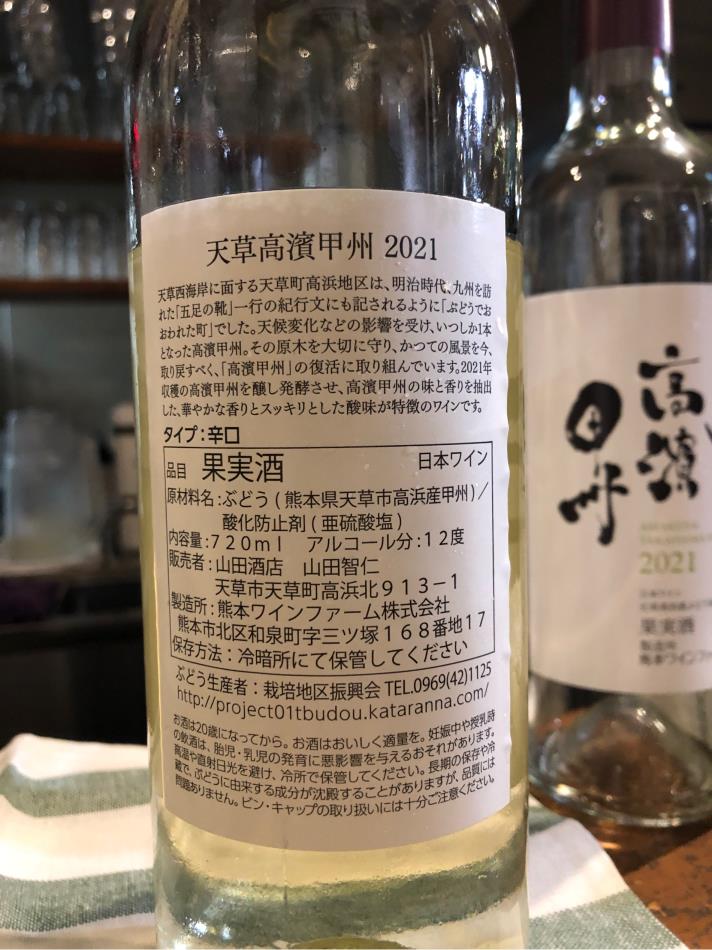 天草高濱甲州 2021
天草西海岸に面する天草町高浜地区は、明治時代、九州を訪
れた「五足の靴」一行の紀行文にも記されるように「ぶどうでお
おわれた町」でした。天候変化などの影響を受け、いつしか1本
となった高濱甲州。その原木を大切に守り、かつての風景を今、
取り戻すべく、「高濱甲州」の復活に取り組んでいます。2021年
収穫の高濱甲州を醸し発酵させ、高濱甲州の味と香りを抽出
した、華やかな香りとスッキリとした酸味が特徴のワインです。
タイプ:辛口
品目 果実酒 日本ワイン
原材料名:ぶどう(熊本県天草市高浜産甲州)/
酸化防止剤(亜硫酸塩)
内容量:720ml アルコール分:12度
販売者:山田酒店 山田智仁
天草市天草町高浜北913-1
製造所:熊本ワインファーム株式会社
熊本市北区和泉町字三ツ塚168番地17
保存方法:冷暗所にて保管してください
ぶどう生産者:栽培地区振興会 TEL.0969(42)1125
http://project01tbudou.kataranna.com/
お酒は20歳になってから。お酒はおいしく適量を。妊娠中や授乳時
の飲酒は、胎児・乳児の発育に悪影響を与えるおそれがあります。
高温や直射日光を避け、冷所で保管してください。長期の保存や冷
蔵で、ぶどうに由来する成分が沈殿することがありますが、品質には
問題ありません。ビン・キャップの取り扱いには十分ご注意ください。
高濱
甲州
2021
日本ワイン
果実酒
製造所
熊本ワインファ